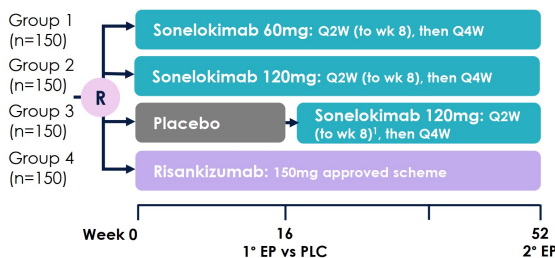 Group 1
(n=150)
Sonelokimab 60mg: Q2W (to wk 8), then Q4W
Group 2
(n=150)
Sonelokimab 120mg: Q2W (to wk 8), then Q4W
R
Group 3
(n=150)
Placebo
Sonelokimab 120mg: Q2W
(to wk 8)¹, then Q4W
Group 4
(n=150)
Risankizumab: 150mg approved scheme
Week 0
16
52
1° EP vs PLC
2° EP